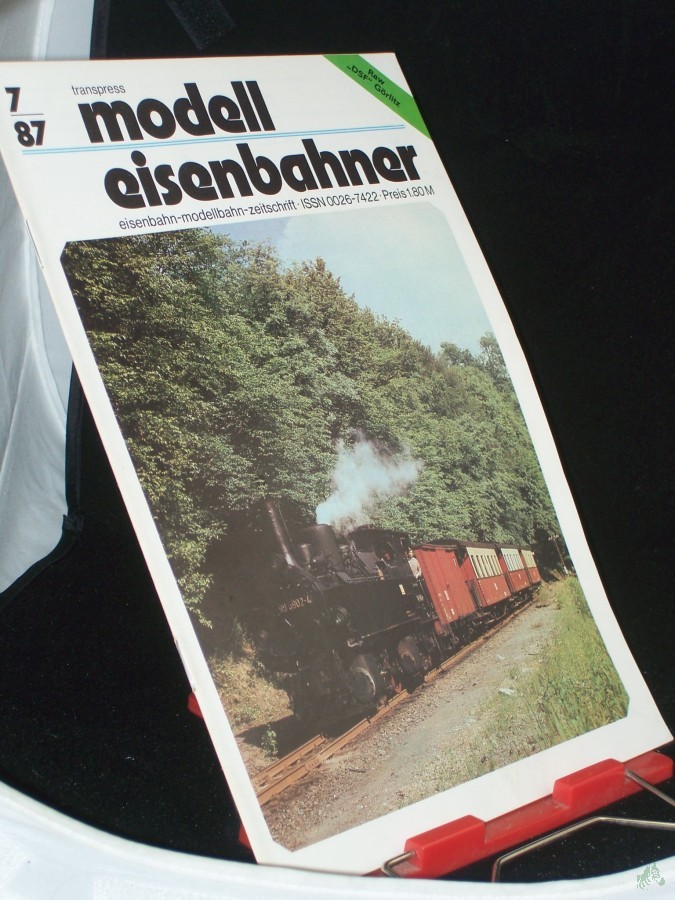 7
87
transpress
modell
eisenbahner
eisenbahn-modellbahn-zeitschrift · ISSN 0026-7422 · Preis 1.80 M
Raw
„DSF“ Görlitz